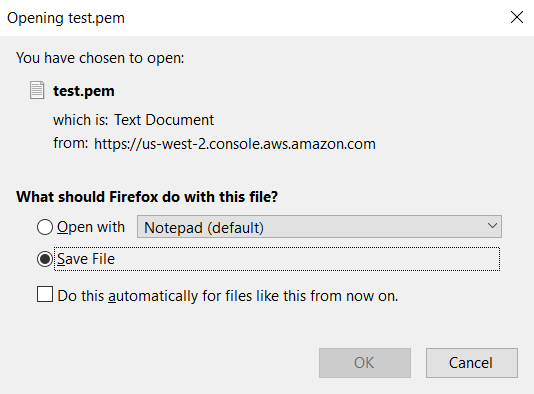 Opening test.pem
You have chosen to open:
test.pem
which is: Text Document
from: https://us-west-2.console.aws.amazon.com
What should Firefox do with this file?
Open with Notepad (default)
Save File
Do this automatically for files like this from now on.
OK Cancel